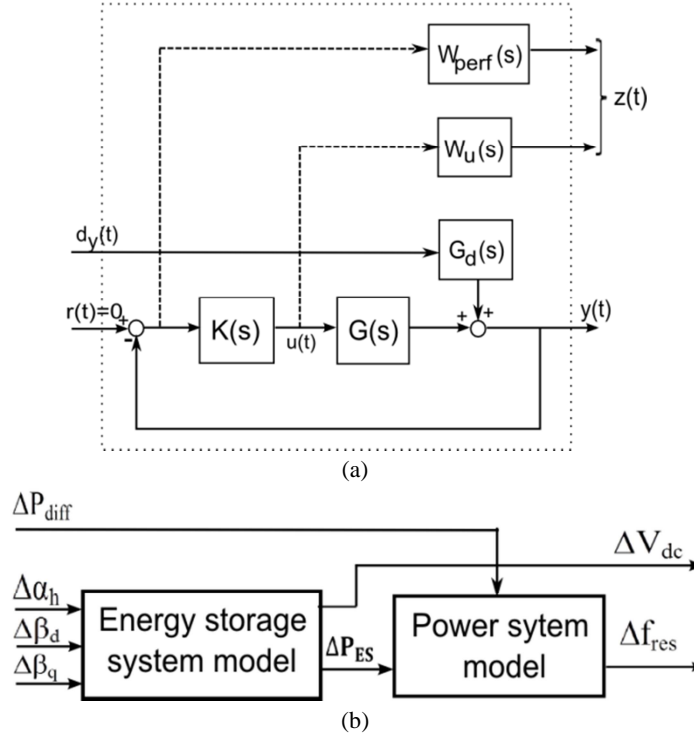 W_perf(s)
z(t)
W_u(s)
d_y(t)
G_d(s)
r(t)=0 + - K(s) u(t) G(s) + + y(t)
(a)
ΔP_diff
ΔV_dc
Δα_h
Δβ_d
Δβ_q
Energy storage
system model
ΔP_ES
Power sytem
model
Δf_res
(b)